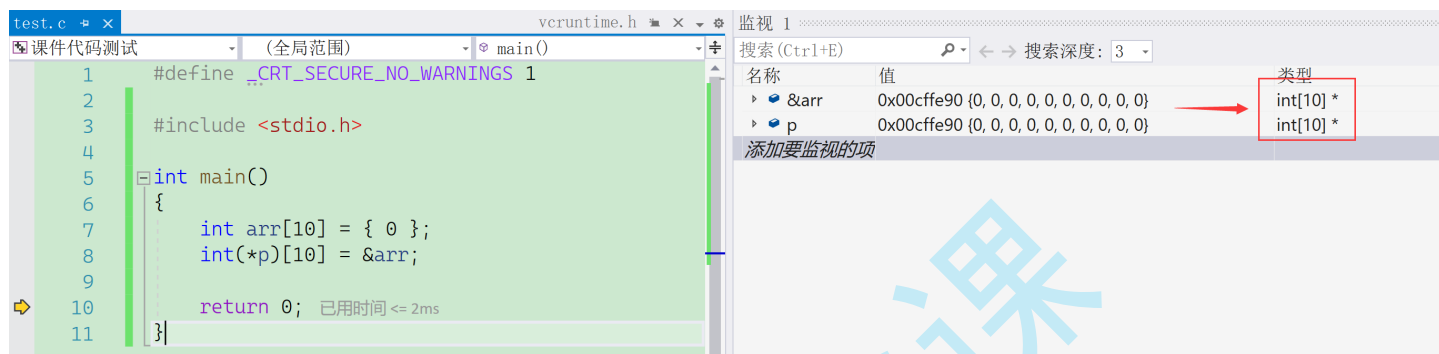 test.c
vcruntime.h
课件代码测试
(全局范围)
main()
1 #define _CRT_SECURE_NO_WARNINGS 1
2
3 #include <stdio.h>
4
5 int main()
6 {
7 int arr[10] = { 0 };
8 int(*p)[10] = &arr;
9
10 return 0; 已用时间 <= 2ms
11 }
监视 1
搜索(Ctrl+E)
搜索深度: 3
名称 值 类型
&arr 0x00cffe90 {0, 0, 0, 0, 0, 0, 0, 0, 0, 0} int[10] *
p 0x00cffe90 {0, 0, 0, 0, 0, 0, 0, 0, 0, 0} int[10] *
添加要监视的项
课